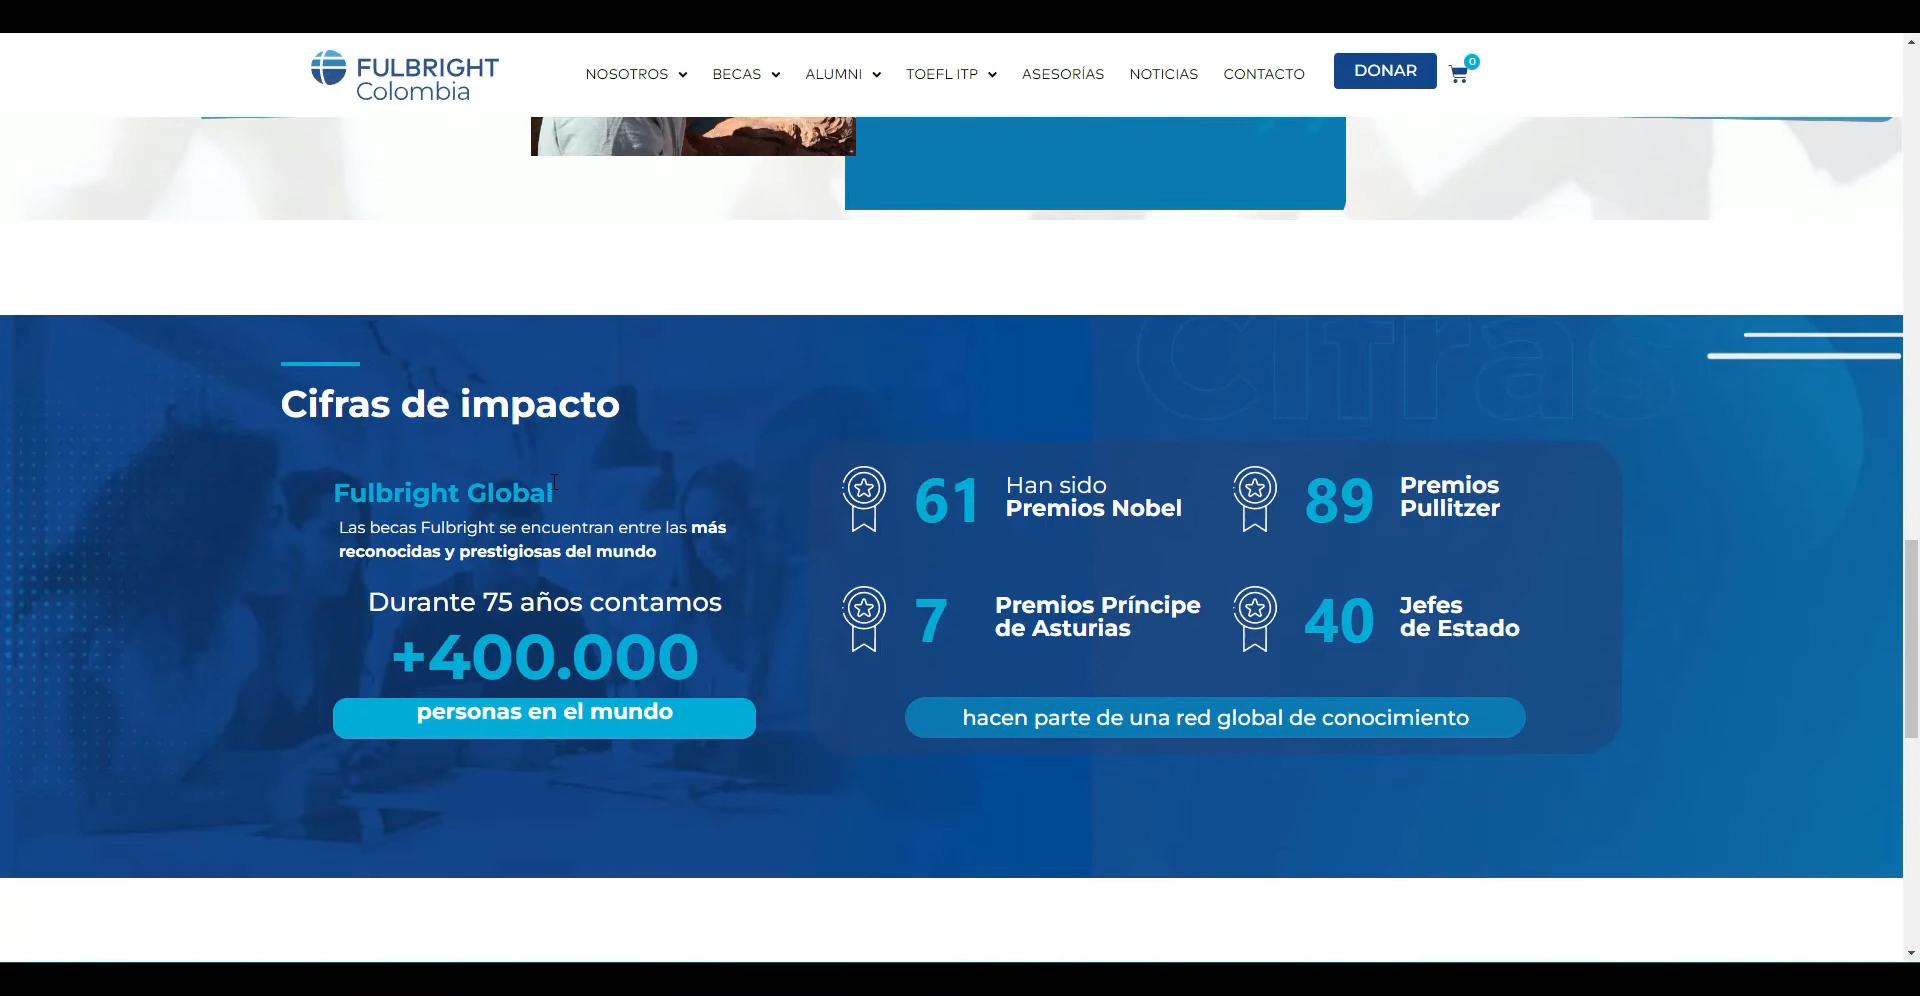 FULBRIGHT
Colombia
NOSOTROS
BECAS
ALUMNI
TOEFL ITP
ASESORÍAS
NOTICIAS
CONTACTO
DONAR
0
Cifras
Cifras de impacto
Fulbright Global
Las becas Fulbright se encuentran entre las más
reconocidas y prestigiosas del mundo
Durante 75 años contamos
+400.000
personas en el mundo
61
Han sido
Premios Nobel
89
Premios
Pullitzer
7
Premios Príncipe
de Asturias
40
Jefes
de Estado
hacen parte de una red global de conocimiento